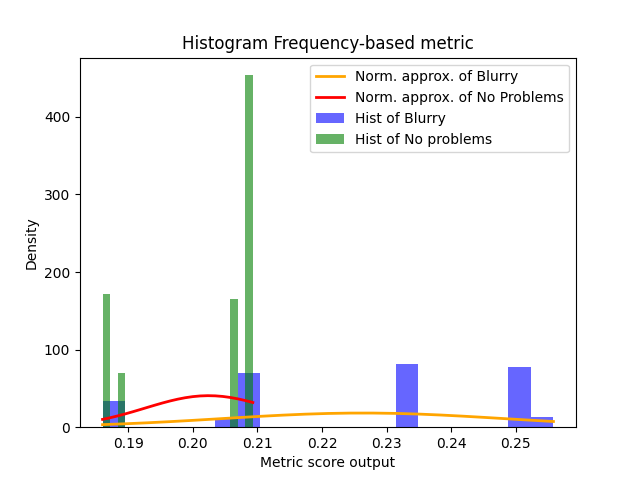 Histogram Frequency-based metric
Norm. approx. of Blurry
Norm. approx. of No Problems
Hist of Blurry
Hist of No problems
Density
400
300
200
100
0
0.19 0.20 0.21 0.22 0.23 0.24 0.25
Metric score output